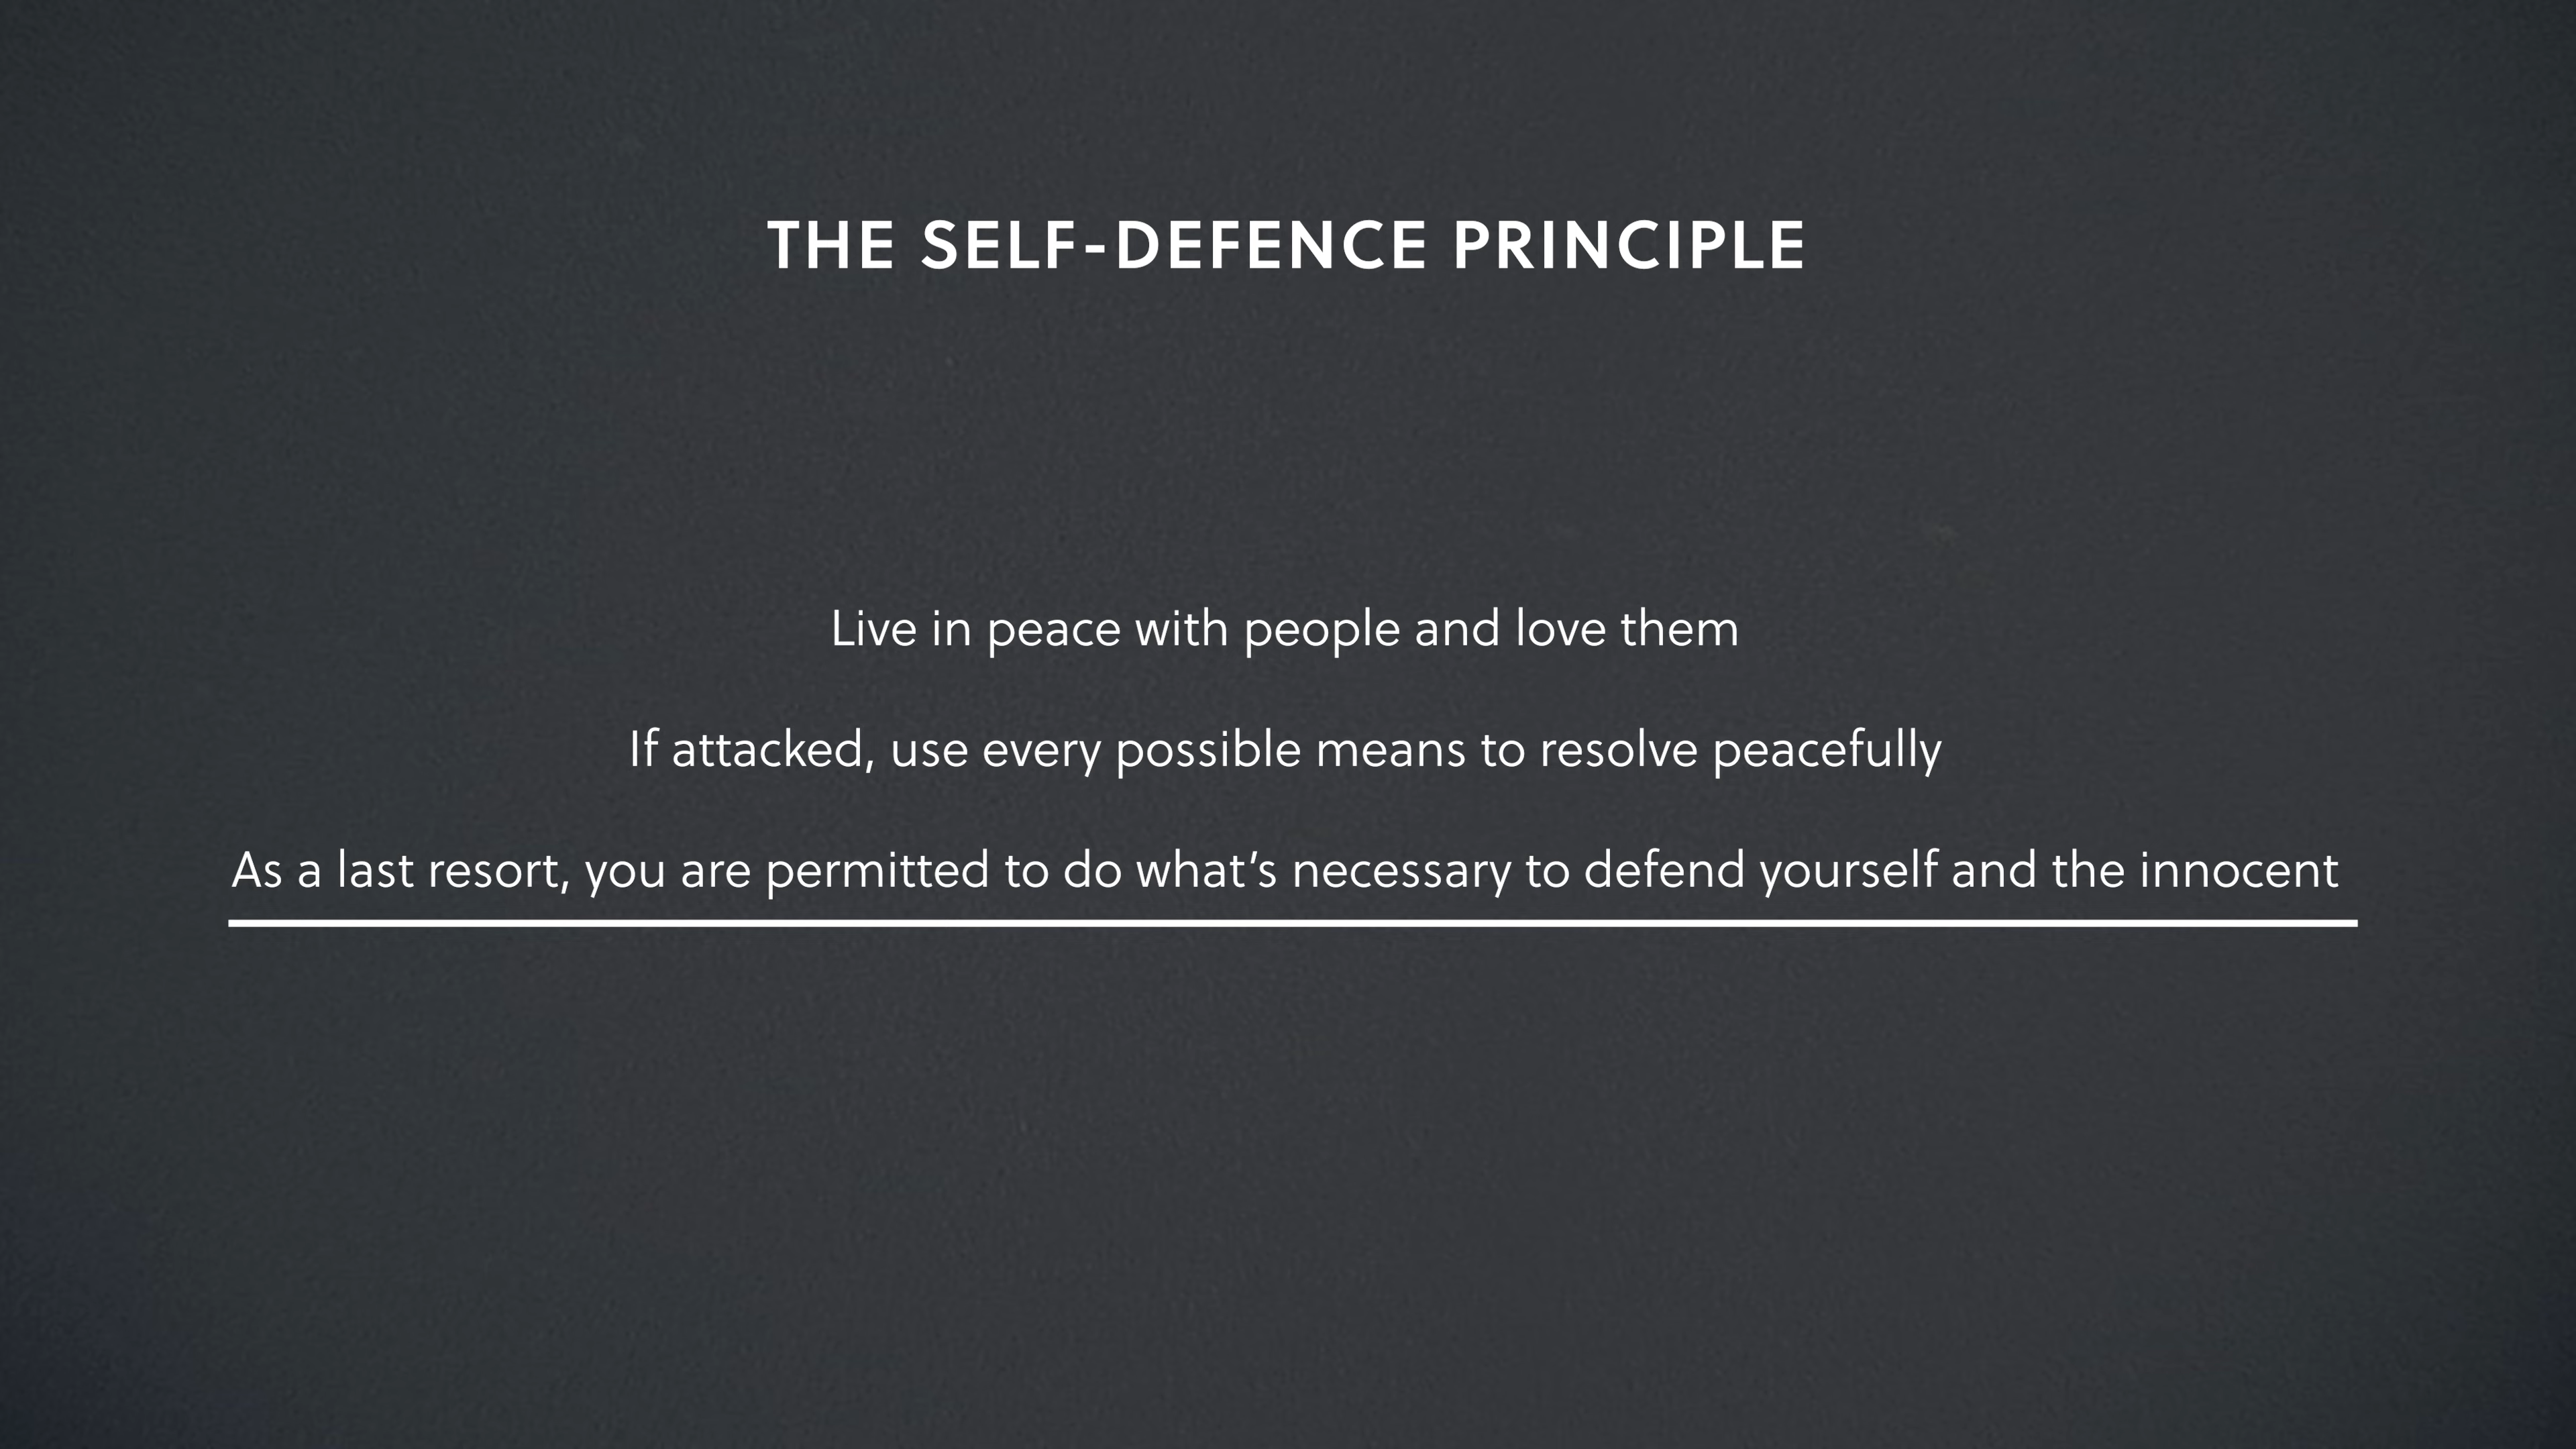 THE SELF-DEFENCE PRINCIPLE
Live in peace with people and love them
If attacked, use every possible means to resolve peacefully
As a last resort, you are permitted to do what’s necessary to defend yourself and the innocent